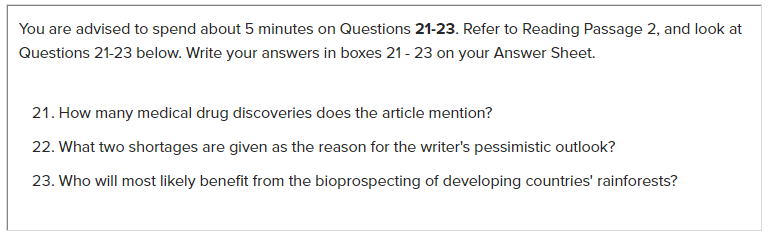 You are advised to spend about 5 minutes on Questions 21-23. Refer to Reading Passage 2, and look at
Questions 21-23 below. Write your answers in boxes 21 - 23 on your Answer Sheet.
21. How many medical drug discoveries does the article mention?
22. What two shortages are given as the reason for the writer's pessimistic outlook?
23. Who will most likely benefit from the bioprospecting of developing countries' rainforests?